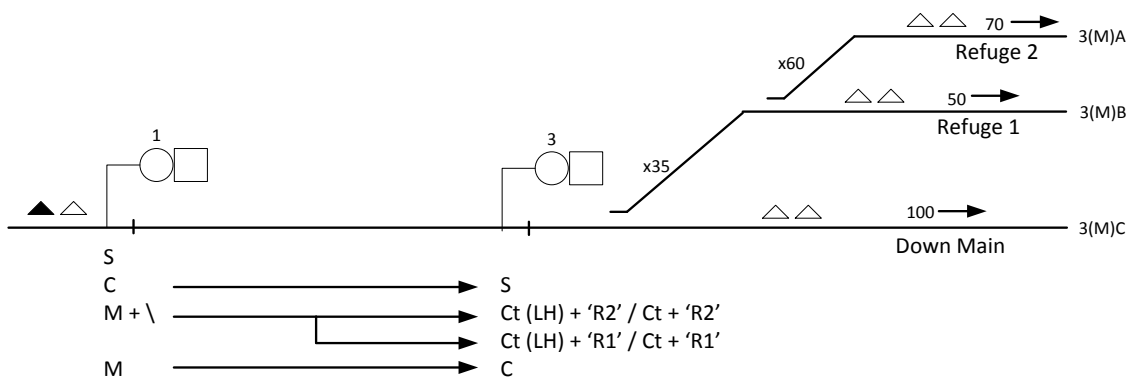 70
3(M)A
Refuge 2
x60
50
3(M)B
Refuge 1
1
3
x35
100
3(M)C
Down Main
S
C
S
M + \
Ct (LH) + ‘R2’ / Ct + ‘R2’
Ct (LH) + ‘R1’ / Ct + ‘R1’
M
C